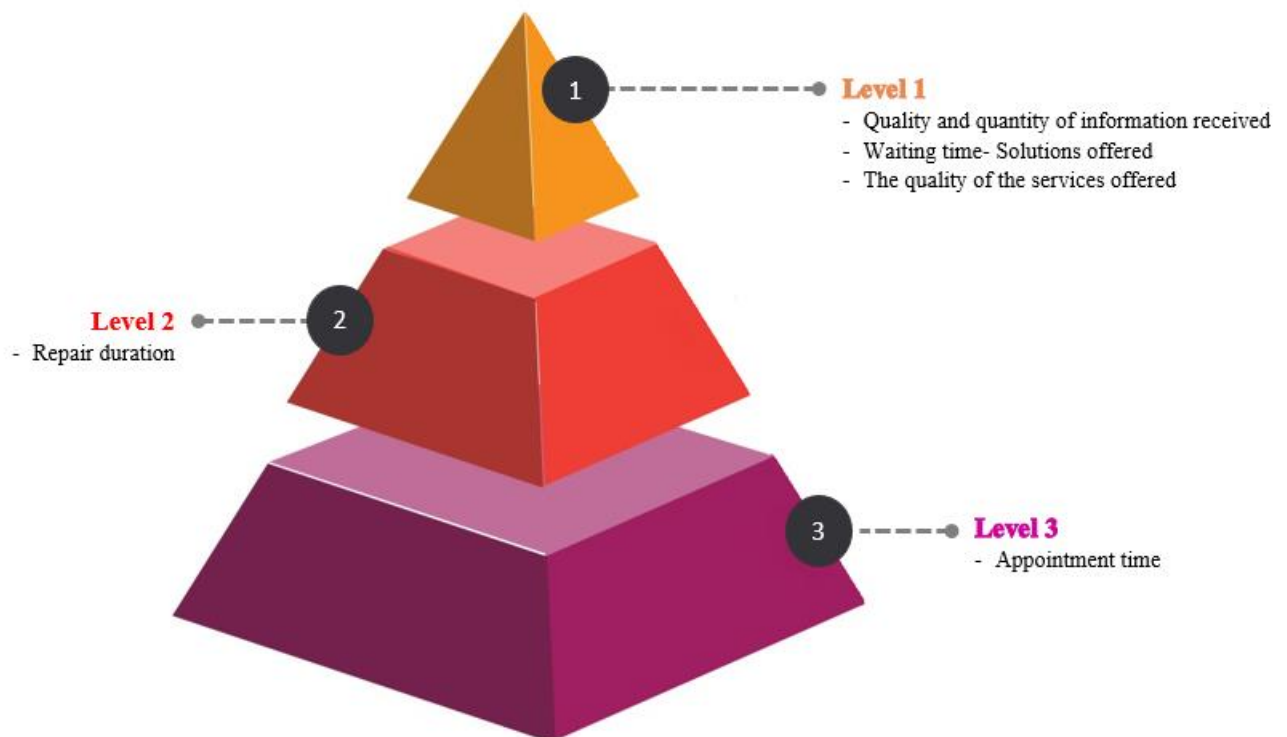 1
Level 1
- Quality and quantity of information received
- Waiting time- Solutions offered
- The quality of the services offered
2
Level 2
- Repair duration
3
Level 3
- Appointment time